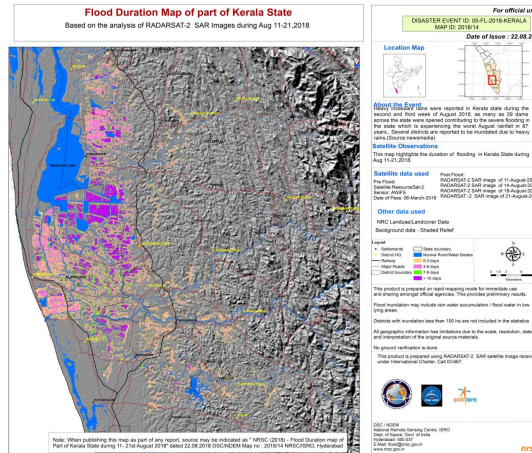 Flood Duration Map of part of Kerala State
Based on the analysis of RADARSAT-2 SAR Images during Aug 11-21,2018
Note: When publishing this map as part of any report, source may be indicated as " NRSC (2018) - Flood Duration map of
Part of Kerala State during 11- 21st August 2018" dated 22.08.2018 DSC/NDEM Map no : 2018/14 NRSC/ISRO, Hyderabad
For official us
DISASTER EVENT ID: 05-FL-2018-KERALA
MAP ID: 2018/14
Date of Issue : 22.08.2
Location Map
About the Event
Heavy incessant rains were reported in Kerala state during the
second and third week of August 2018, as many as 39 dams
across the state were opened contributing to the severe flooding in
the state which is experiencing the worst August rainfall in 87
years.. Several districts are reported to be inundated due to heavy
rains.(Source newsmedia)
Satellite Observations
This map highlights the duration of flooding in Kerala State during
Aug 11-21,2018.
Satellite data used
Pre Flood:
Satellite:ResourceSat-2
Sensor: AWIFS
Date of Pass: 06-March-2018
Post Flood:
RADARSAT-2 SAR image of 11-August-20
RADARSAT-2 SAR image of 14-August-20
RADARSAT-2 SAR image of 18-August-20
RADARSAT -2 SAR image of 21-August-2
Other data used
NRC Landuse/Landcover Data
Background data - Shaded Relief
Legend
Settlements
District HQ
Railway
Major Roads
District boundary
State boundary
Normal River/Water Bodies
0-3 days
4-6 days
7-9 days
> 10 days
N
W
E
S
Kilometers
This product is prepared on rapid mapping mode for immediate use
and sharing amongst official agencies. This provides preliminary results.
Flood inundation may include rain water accumulation / flood water in low
lying areas
Districts with inundation less than 100 ha are not included in the statistics
All geographic information has limitations due to the scale, resolution, date
and interpretation of the original source materials.
No ground verification is done.
This product is prepared using RADARSAT-2 SAR satellite image receiv
under International Charter, Call ID-667.
DSC / NDEM
National Remote Sensing Centre, ISRO
Dept. of Space, Govt. of India
Hyderabad- 500 037
E-Mail: flood@nrsc.gov.in
www.nrsc.gov.in
nrs